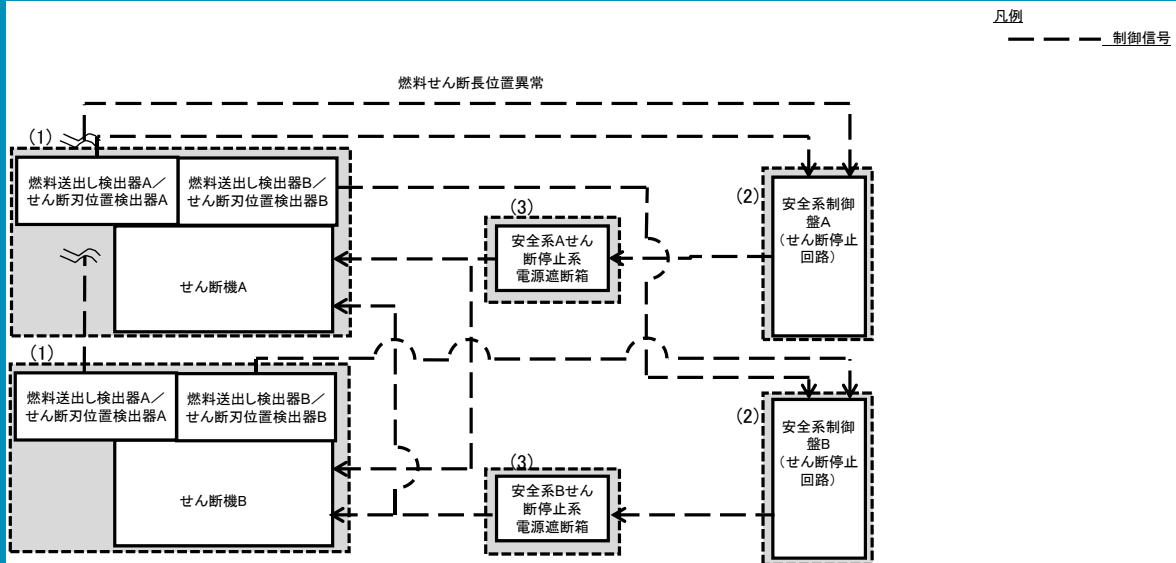 凡例
制御信号
燃料せん断長位置異常
(1)
燃料送出し検出器A／
せん断刃位置検出器A
燃料送出し検出器B／
せん断刃位置検出器B
せん断機A
(3)
安全系Aせん
断停止系
電源遮断箱
(2)
安全系制御
盤A
（せん断停止
回路）
(1)
燃料送出し検出器A／
せん断刃位置検出器A
燃料送出し検出器B／
せん断刃位置検出器B
せん断機B
(3)
安全系Bせん
断停止系
電源遮断箱
(2)
安全系制御
盤B
（せん断停止
回路）